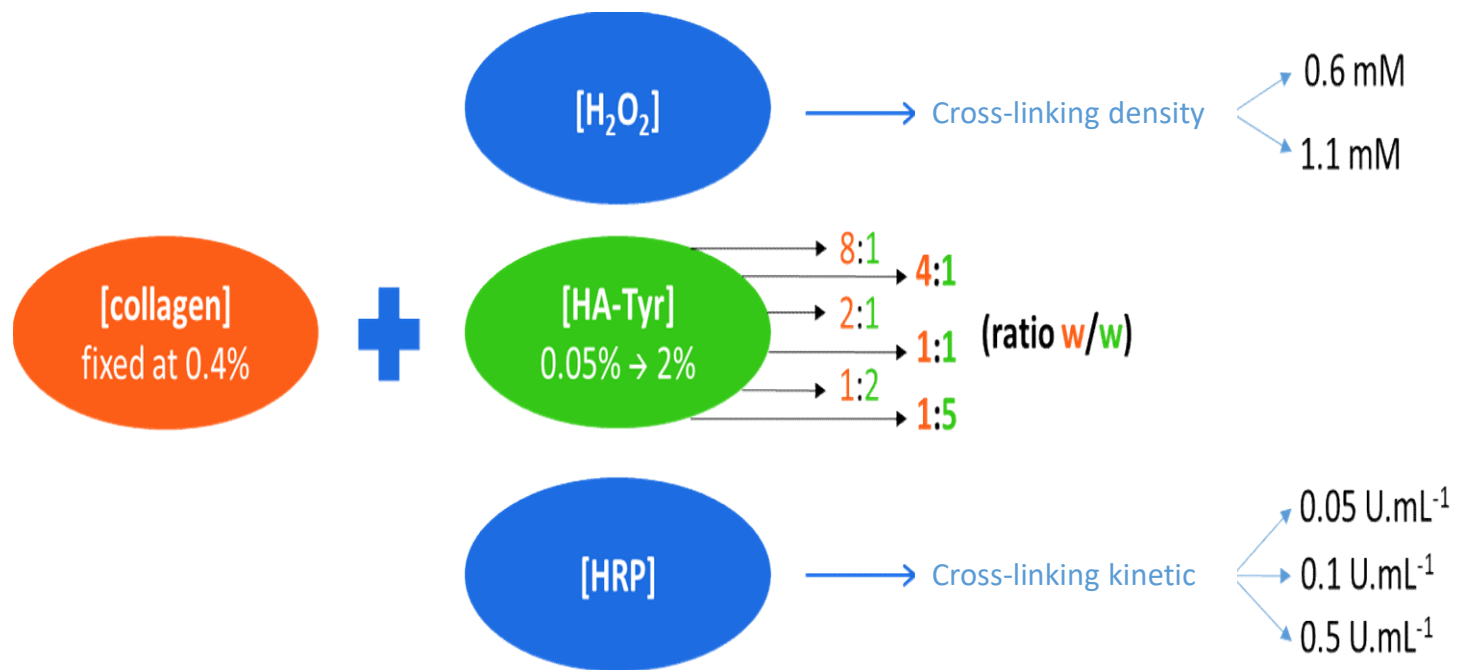 [H₂O₂]
Cross-linking density
0.6 mM
1.1 mM
[collagen]
fixed at 0.4%
[HA-Tyr]
0.05% → 2%
8:1
4:1
2:1
1:1
1:2
1:5
(ratio w/w)
[HRP]
Cross-linking kinetic
0.05 U.mL⁻¹
0.1 U.mL⁻¹
0.5 U.mL⁻¹